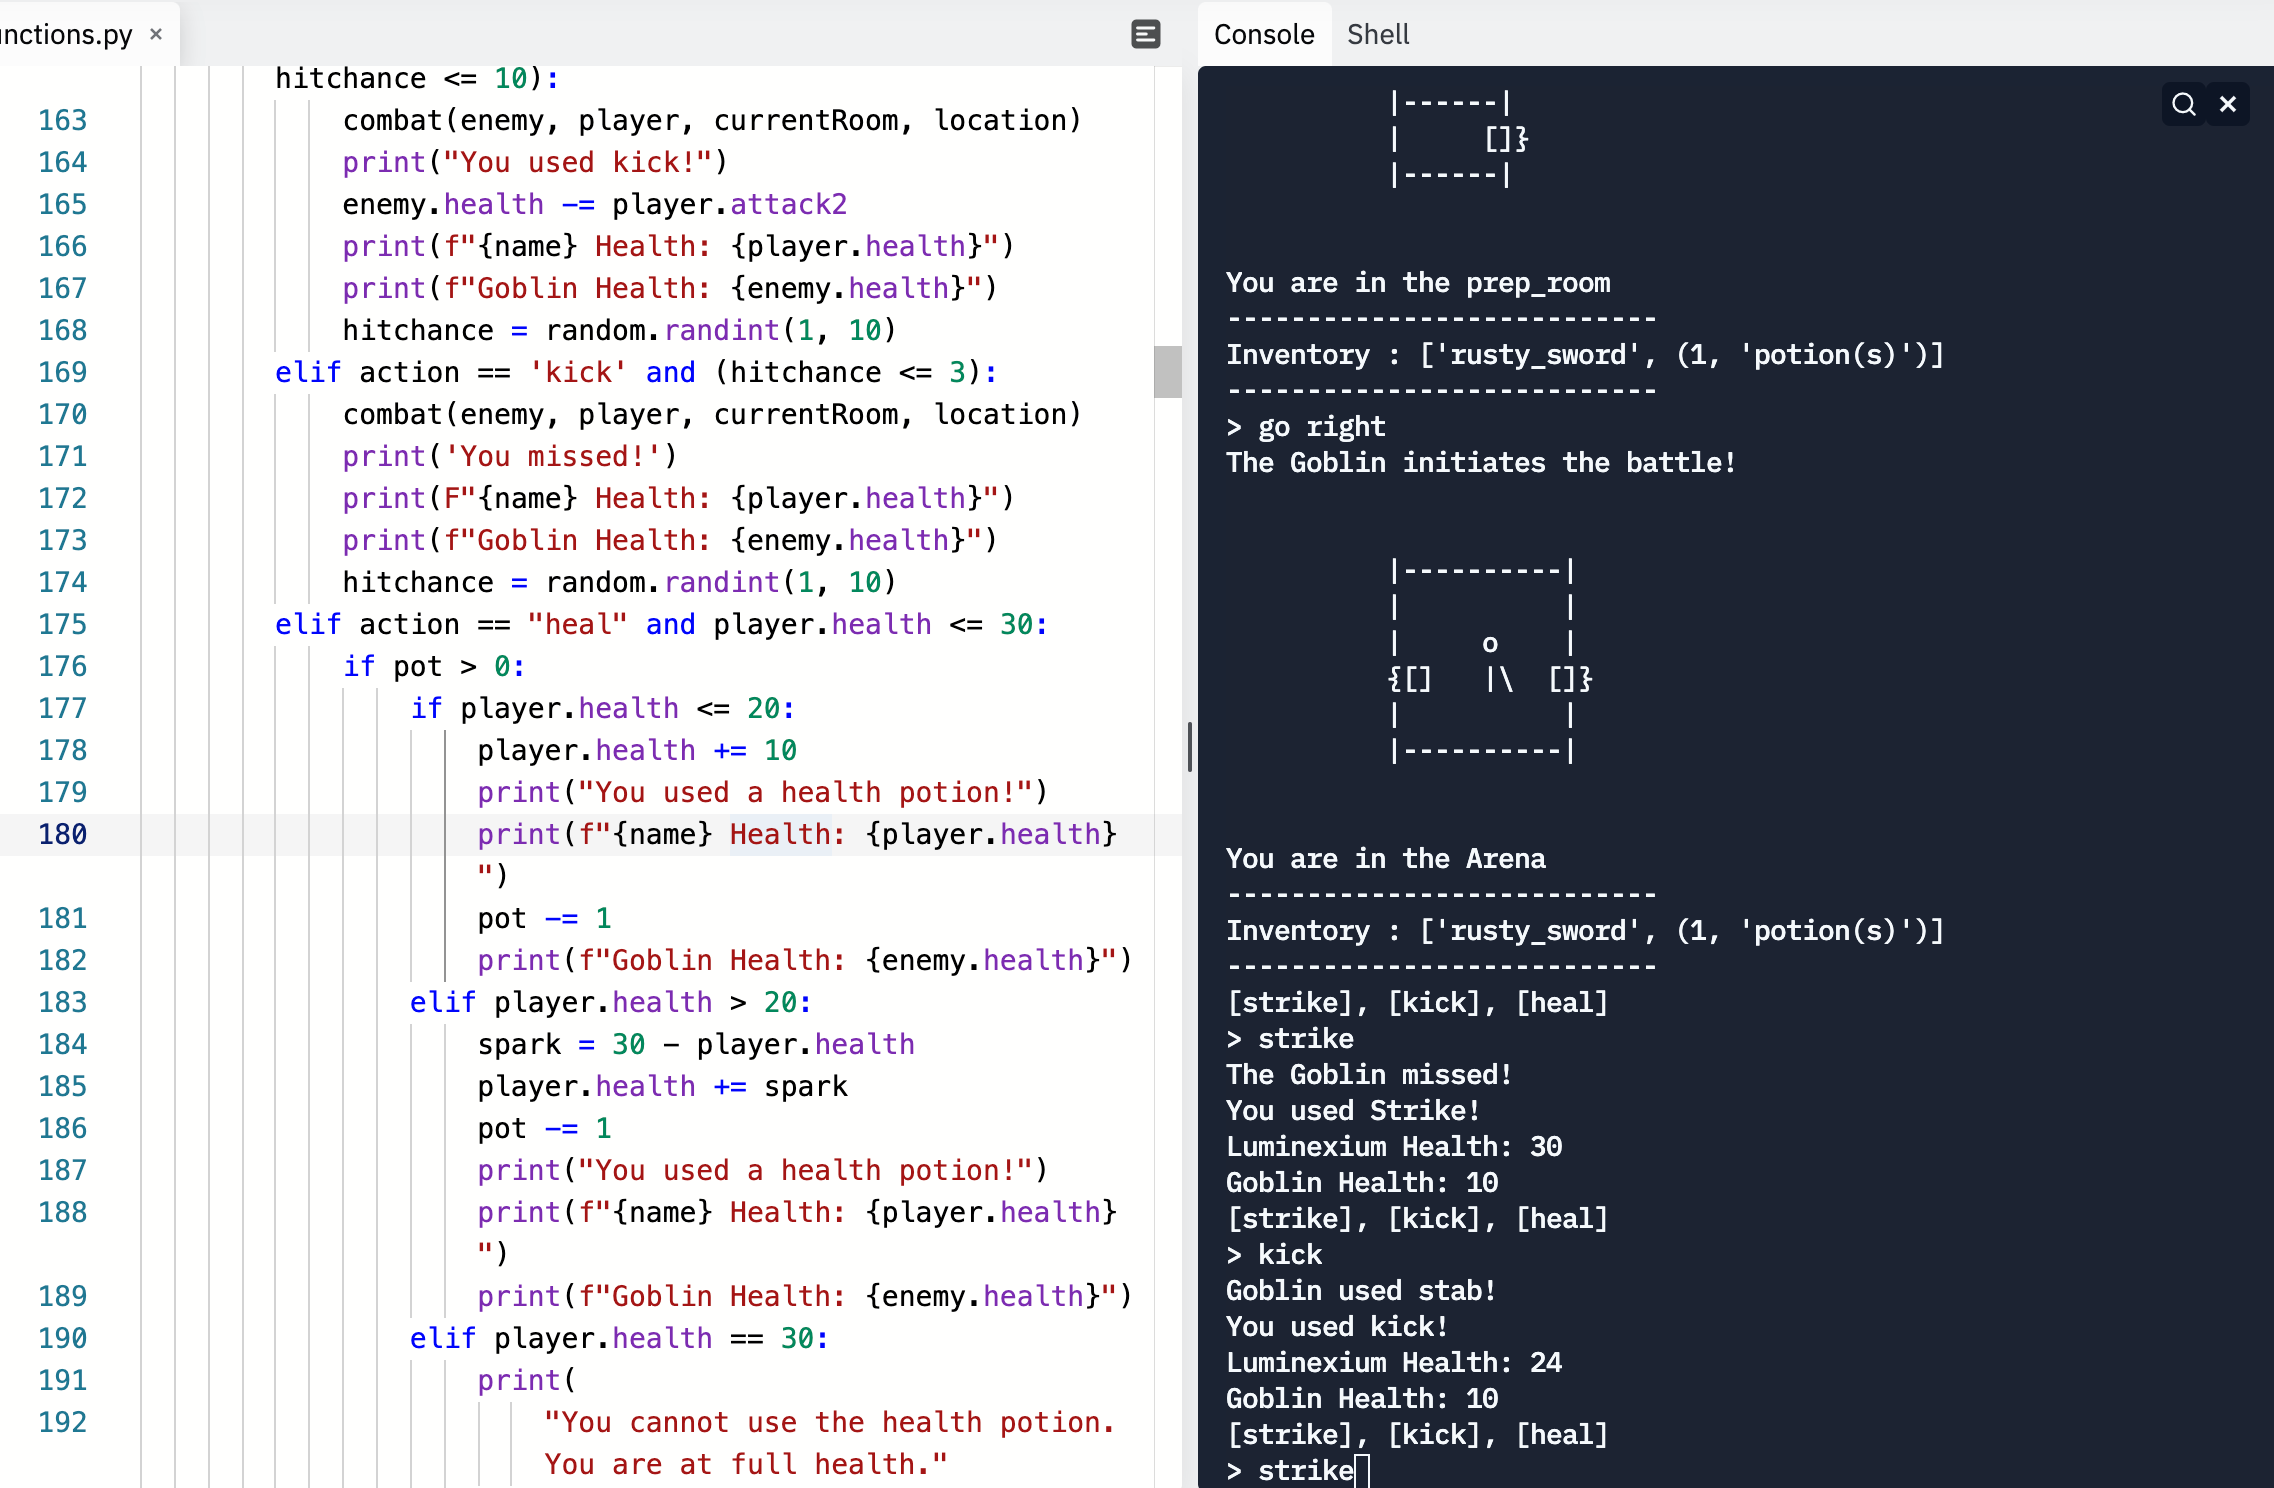 nctions.py ×
hitchance <= 10):
163 combat(enemy, player, currentRoom, location)
164 print("You used kick!")
165 enemy.health -= player.attack2
166 print(f"{name} Health: {player.health}")
167 print(f"Goblin Health: {enemy.health}")
168 hitchance = random.randint(1, 10)
169 elif action == 'kick' and (hitchance <= 3):
170 combat(enemy, player, currentRoom, location)
171 print('You missed!')
172 print(F"{name} Health: {player.health}")
173 print(f"Goblin Health: {enemy.health}")
174 hitchance = random.randint(1, 10)
175 elif action == "heal" and player.health <= 30:
176 if pot > 0:
177 if player.health <= 20:
178 player.health += 10
179 print("You used a health potion!")
180 print(f"{name} Health: {player.health}
")
181 pot -= 1
182 print(f"Goblin Health: {enemy.health}")
183 elif player.health > 20:
184 spark = 30 - player.health
185 player.health += spark
186 pot -= 1
187 print("You used a health potion!")
188 print(f"{name} Health: {player.health}
")
189 print(f"Goblin Health: {enemy.health}")
190 elif player.health == 30:
191 print(
192 "You cannot use the health potion.
You are at full health."
Console Shell
|------|
|     []}
|------|
You are in the prep_room
---------------------------
Inventory : ['rusty_sword', (1, 'potion(s)')]
---------------------------
> go right
The Goblin initiates the battle!
|----------|
|          |
|     o    |
{[]   |\  []}
|          |
|----------|
You are in the Arena
---------------------------
Inventory : ['rusty_sword', (1, 'potion(s)')]
---------------------------
[strike], [kick], [heal]
> strike
The Goblin missed!
You used Strike!
Luminexium Health: 30
Goblin Health: 10
[strike], [kick], [heal]
> kick
Goblin used stab!
You used kick!
Luminexium Health: 24
Goblin Health: 10
[strike], [kick], [heal]
> strike